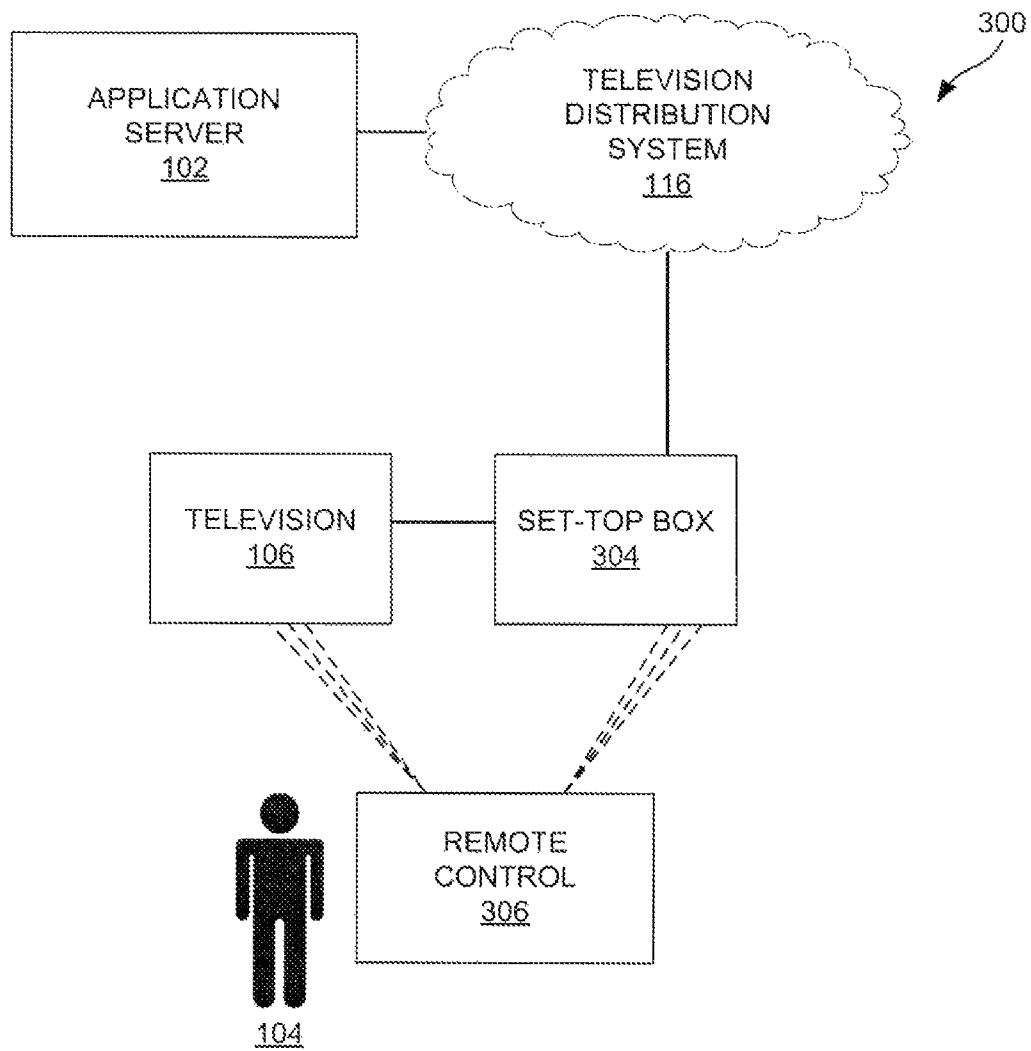 300
APPLICATION
SERVER
102
TELEVISION
DISTRIBUTION
SYSTEM
116
TELEVISION
106
SET-TOP BOX
304
REMOTE
CONTROL
306
104